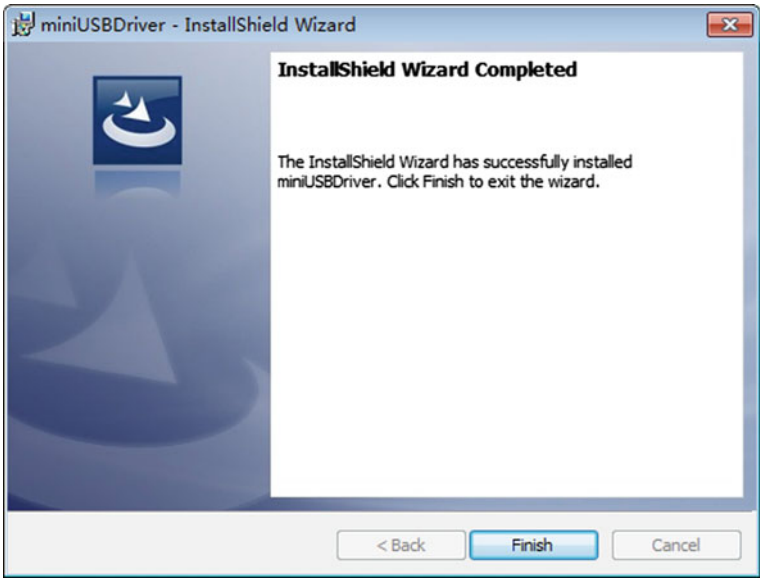 miniUSBDriver - InstallShield Wizard
InstallShield Wizard Completed
The InstallShield Wizard has successfully installed
miniUSBDriver. Click Finish to exit the wizard.
< Back
Finish
Cancel